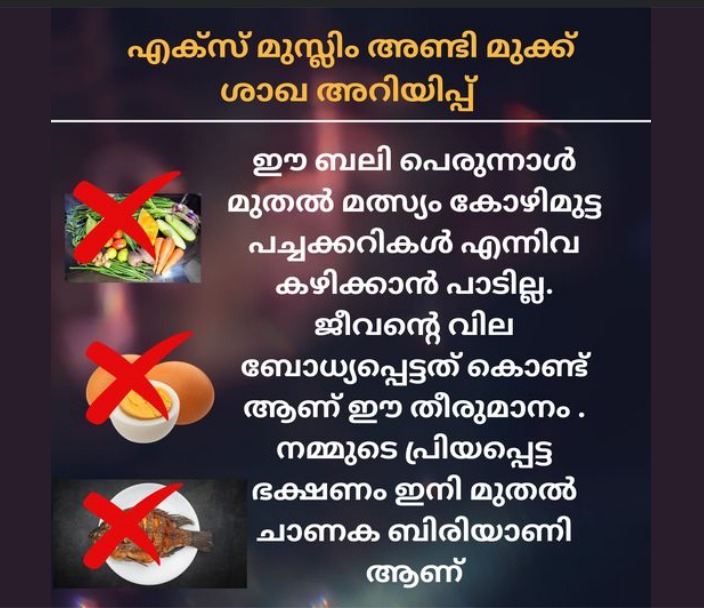 എക്സ് മുസ്ലിം അണ്ടി മുക്ക്
ശാഖ അറിയിപ്പ്
ഈ ബലി പെരുന്നാൾ
മുതൽ മത്സ്യം കോഴിമുട്ട
പച്ചക്കറികൾ എന്നിവ
കഴിക്കാൻ പാടില്ല.
ജീവന്റെ വില
ബോധ്യപ്പെട്ടത് കൊണ്ട്
ആണ് ഈ തീരുമാനം .
നമ്മുടെ പ്രിയപ്പെട്ട
ഭക്ഷണം ഇനി മുതൽ
ചാണക ബിരിയാണി
ആണ്